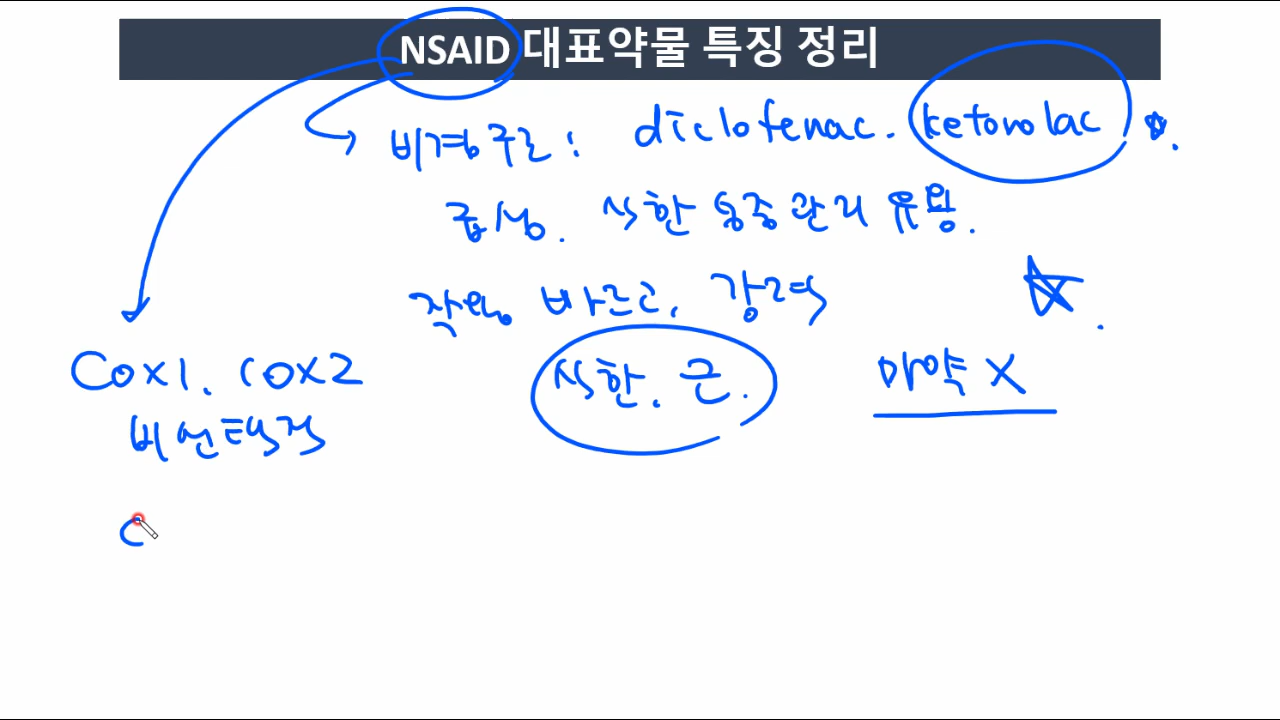 NSAID 대표약물 특징 정리
비경구로 : diclofenac. ketorolac
급성. 심한 통증관리 유용.
작용 바르고, 강력
심한. 근.
마약 X
COX1. COX2
비선택적